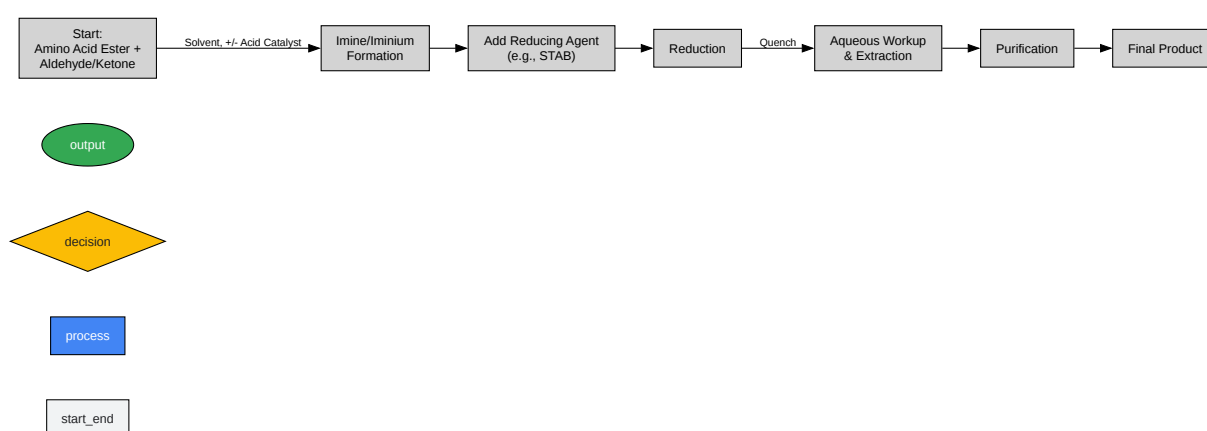 Start:
Amino Acid Ester +
Aldehyde/Ketone
Solvent, +/- Acid Catalyst
Imine/Iminium
Formation
Add Reducing Agent
(e.g., STAB)
Reduction
Quench
Aqueous Workup
& Extraction
Purification
Final Product
output
decision
process
start_end